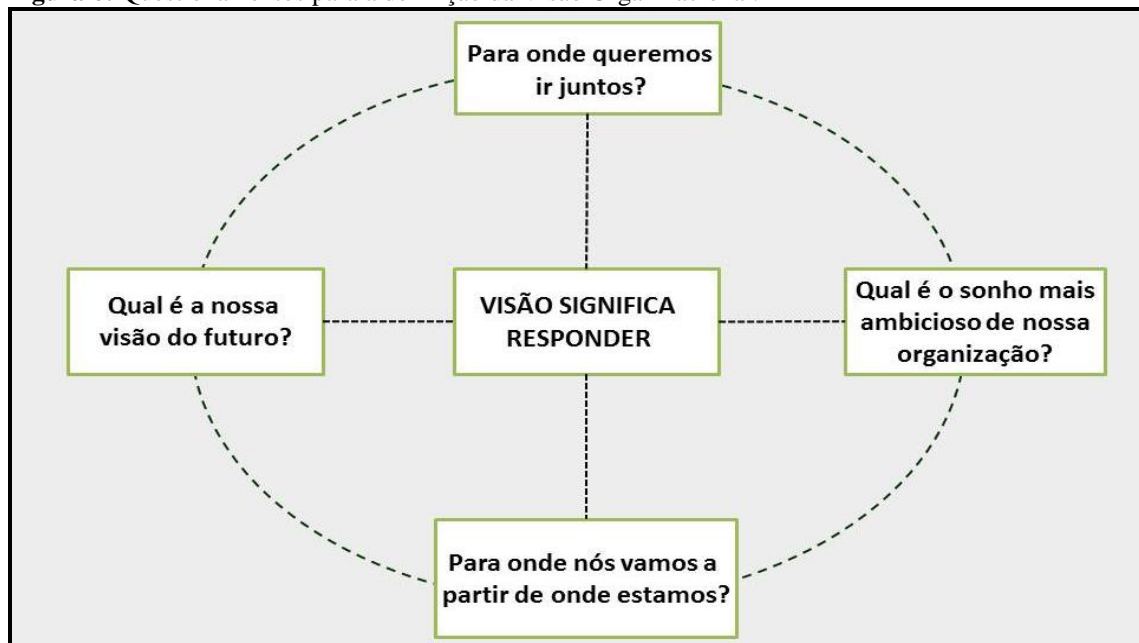 Para onde queremos
ir juntos?
Qual é a nossa
visão do futuro?
VISÃO SIGNIFICA
RESPONDER
Qual é o sonho mais
ambicioso de nossa
organização?
Para onde nós vamos a
partir de onde estamos?